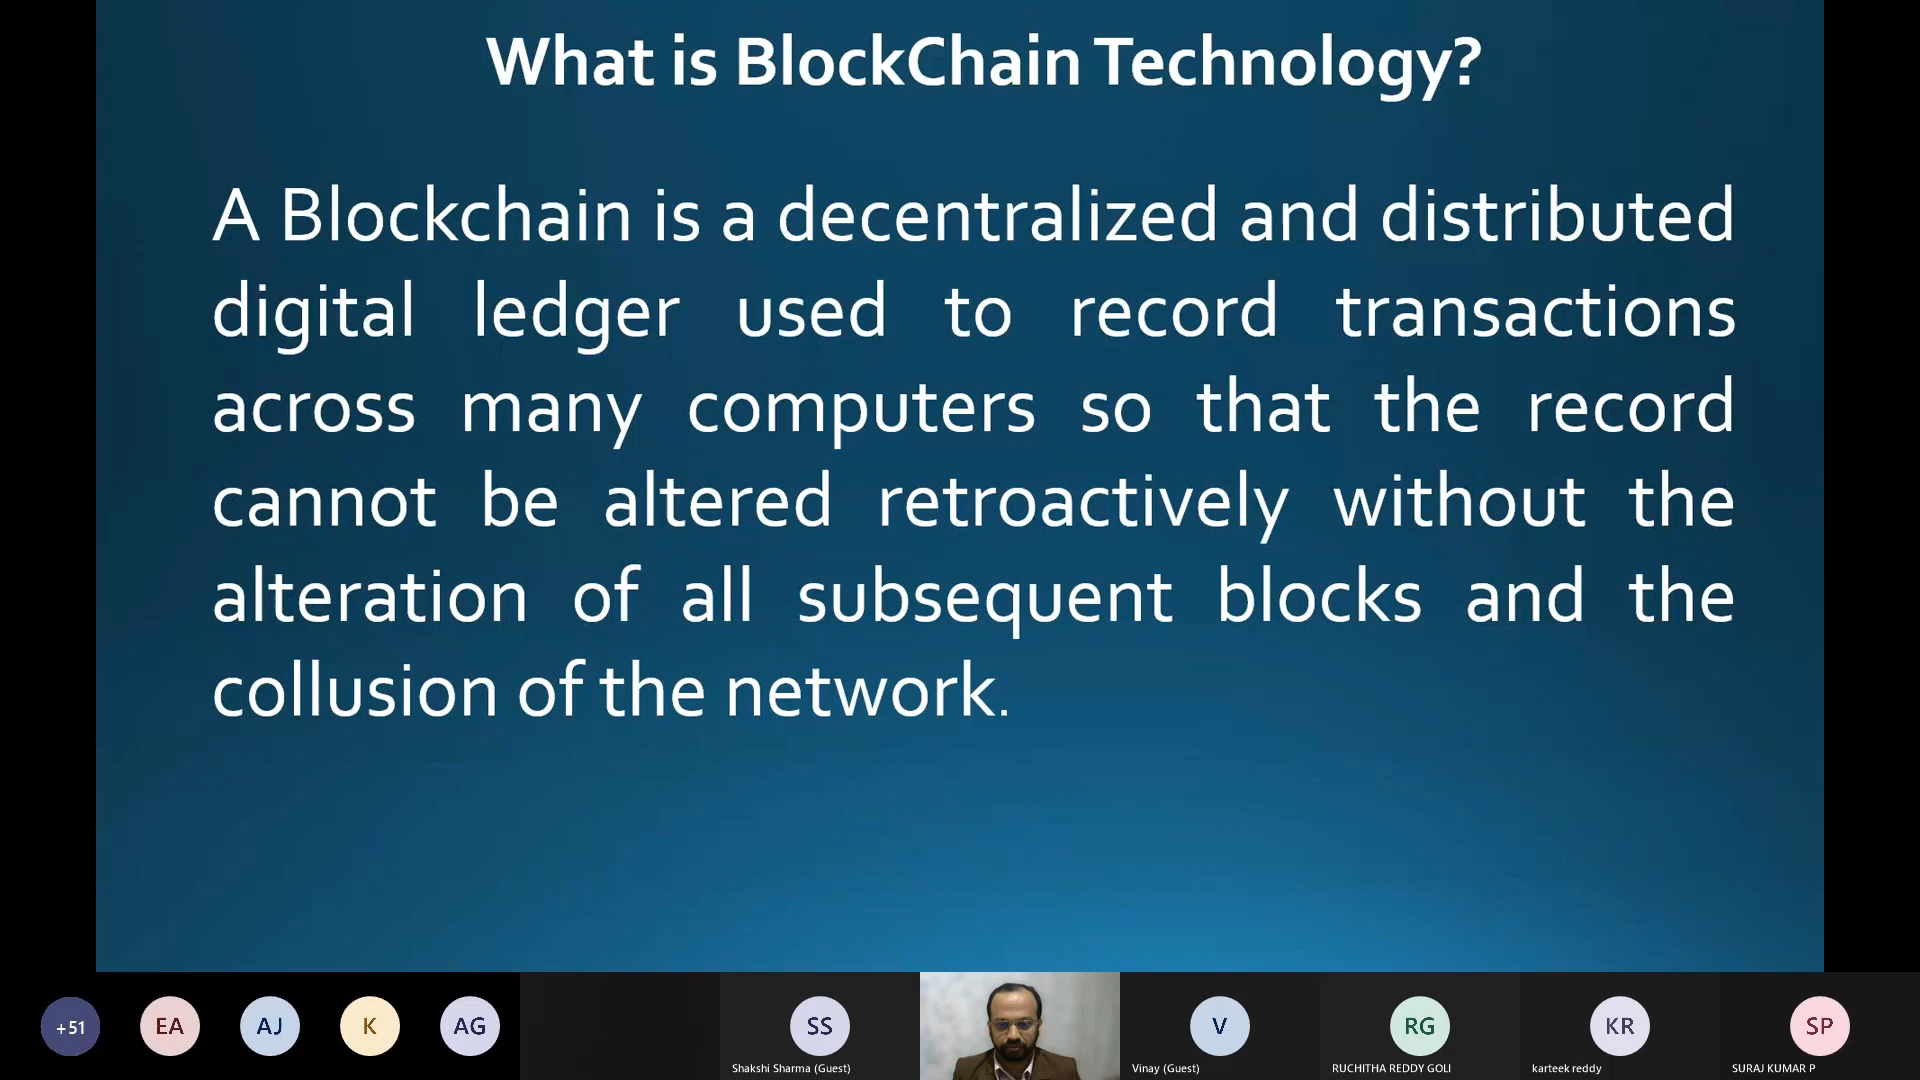 What is BlockChain Technology?
A Blockchain is a decentralized and distributed
digital ledger used to record transactions
across many computers so that the record
cannot be altered retroactively without the
alteration of all subsequent blocks and the
collusion of the network.
+51
EA
AJ
K
AG
SS
V
RG
KR
SP
Shakshi Sharma (Guest)
Vinay (Guest)
RUCHITHA REDDY GOLI
karteek reddy
SURAJ KUMAR P